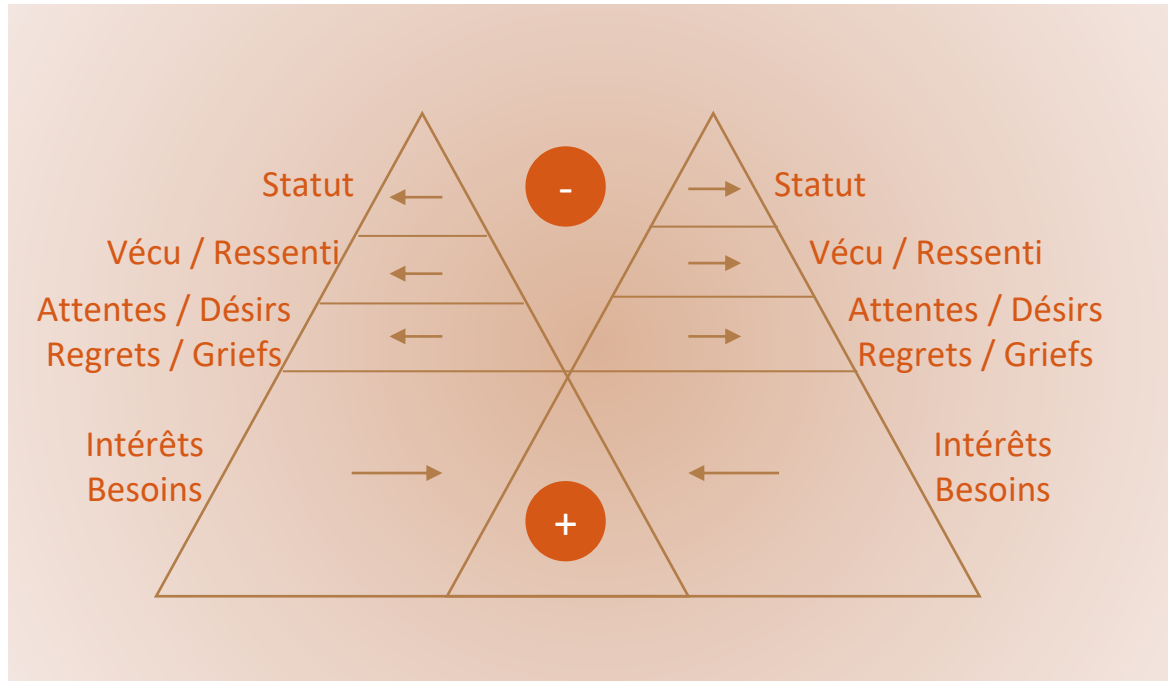 -
Statut
Statut
Vécu / Ressenti
Vécu / Ressenti
Attentes / Désirs
Regrets / Griefs
Attentes / Désirs
Regrets / Griefs
Intérêts
Besoins
Intérêts
Besoins
+